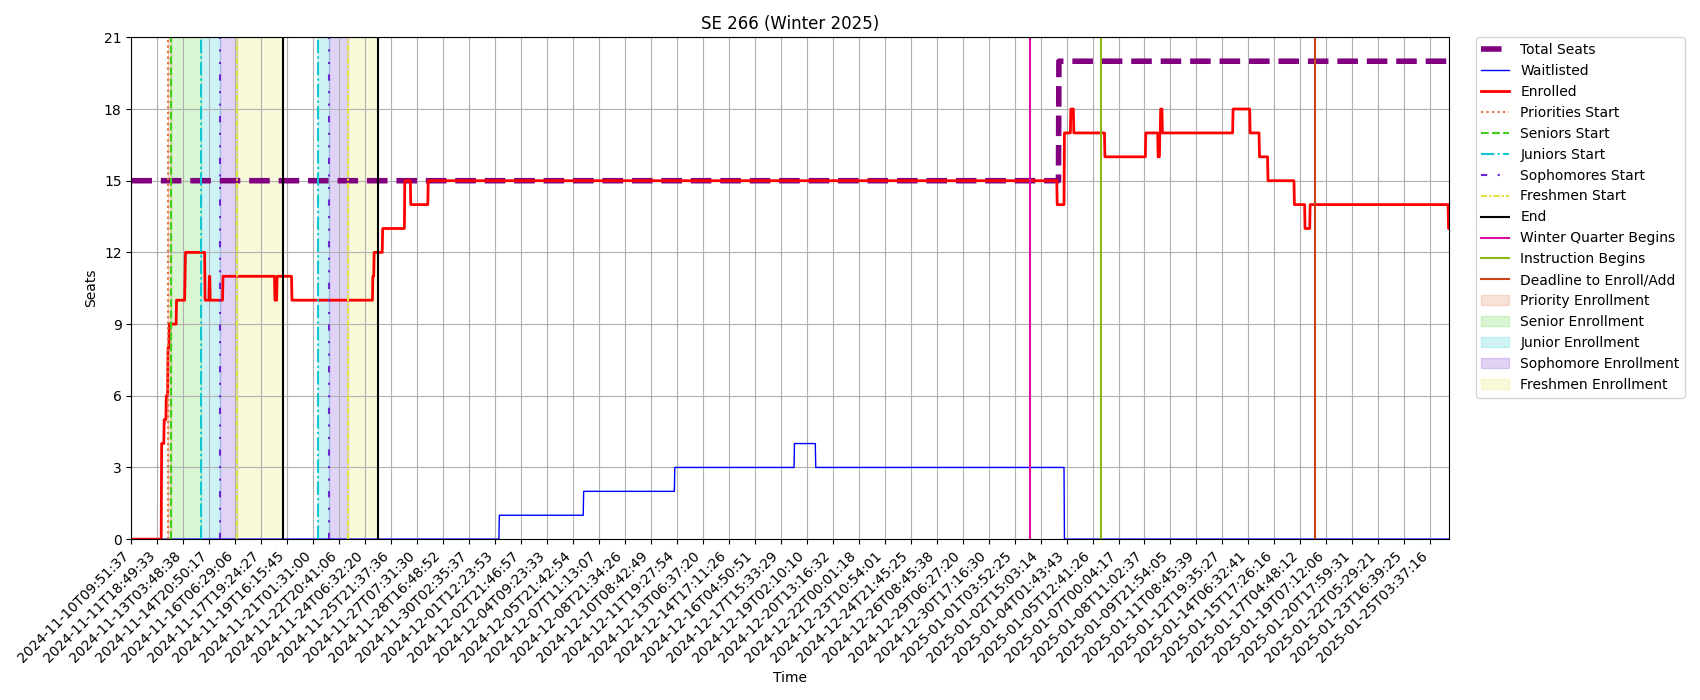 SE 266 (Winter 2025)
21
18
15
12
9
6
3
0
Seats
2024-11-10T09:51:37
2024-11-11T18:49:33
2024-11-13T03:48:38
2024-11-14T20:50:17
2024-11-16T06:29:06
2024-11-17T19:24:27
2024-11-19T16:15:45
2024-11-21T01:31:00
2024-11-22T20:41:06
2024-11-24T06:32:20
2024-11-25T21:37:36
2024-11-27T07:31:30
2024-11-28T16:48:52
2024-11-30T02:35:37
2024-12-01T12:23:53
2024-12-02T21:46:57
2024-12-04T09:23:33
2024-12-05T21:42:54
2024-12-07T11:13:07
2024-12-08T21:34:26
2024-12-10T08:42:49
2024-12-11T19:27:54
2024-12-13T06:37:20
2024-12-14T17:11:26
2024-12-16T04:50:51
2024-12-17T15:33:29
2024-12-19T02:10:10
2024-12-20T13:16:32
2024-12-22T00:01:18
2024-12-23T10:54:01
2024-12-24T21:45:25
2024-12-26T08:45:38
2024-12-29T06:27:20
2024-12-30T17:16:30
2025-01-01T03:52:25
2025-01-02T15:03:14
2025-01-04T01:43:43
2025-01-05T12:41:26
2025-01-07T00:04:17
2025-01-08T11:02:37
2025-01-09T21:54:05
2025-01-11T08:45:39
2025-01-12T19:35:27
2025-01-14T06:32:41
2025-01-15T17:26:16
2025-01-17T04:48:12
2025-01-19T07:12:06
2025-01-20T17:59:31
2025-01-22T05:29:21
2025-01-23T16:39:25
2025-01-25T03:37:16
Time
Total Seats
Waitlisted
Enrolled
Priorities Start
Seniors Start
Juniors Start
Sophomores Start
Freshmen Start
End
Winter Quarter Begins
Instruction Begins
Deadline to Enroll/Add
Priority Enrollment
Senior Enrollment
Junior Enrollment
Sophomore Enrollment
Freshmen Enrollment